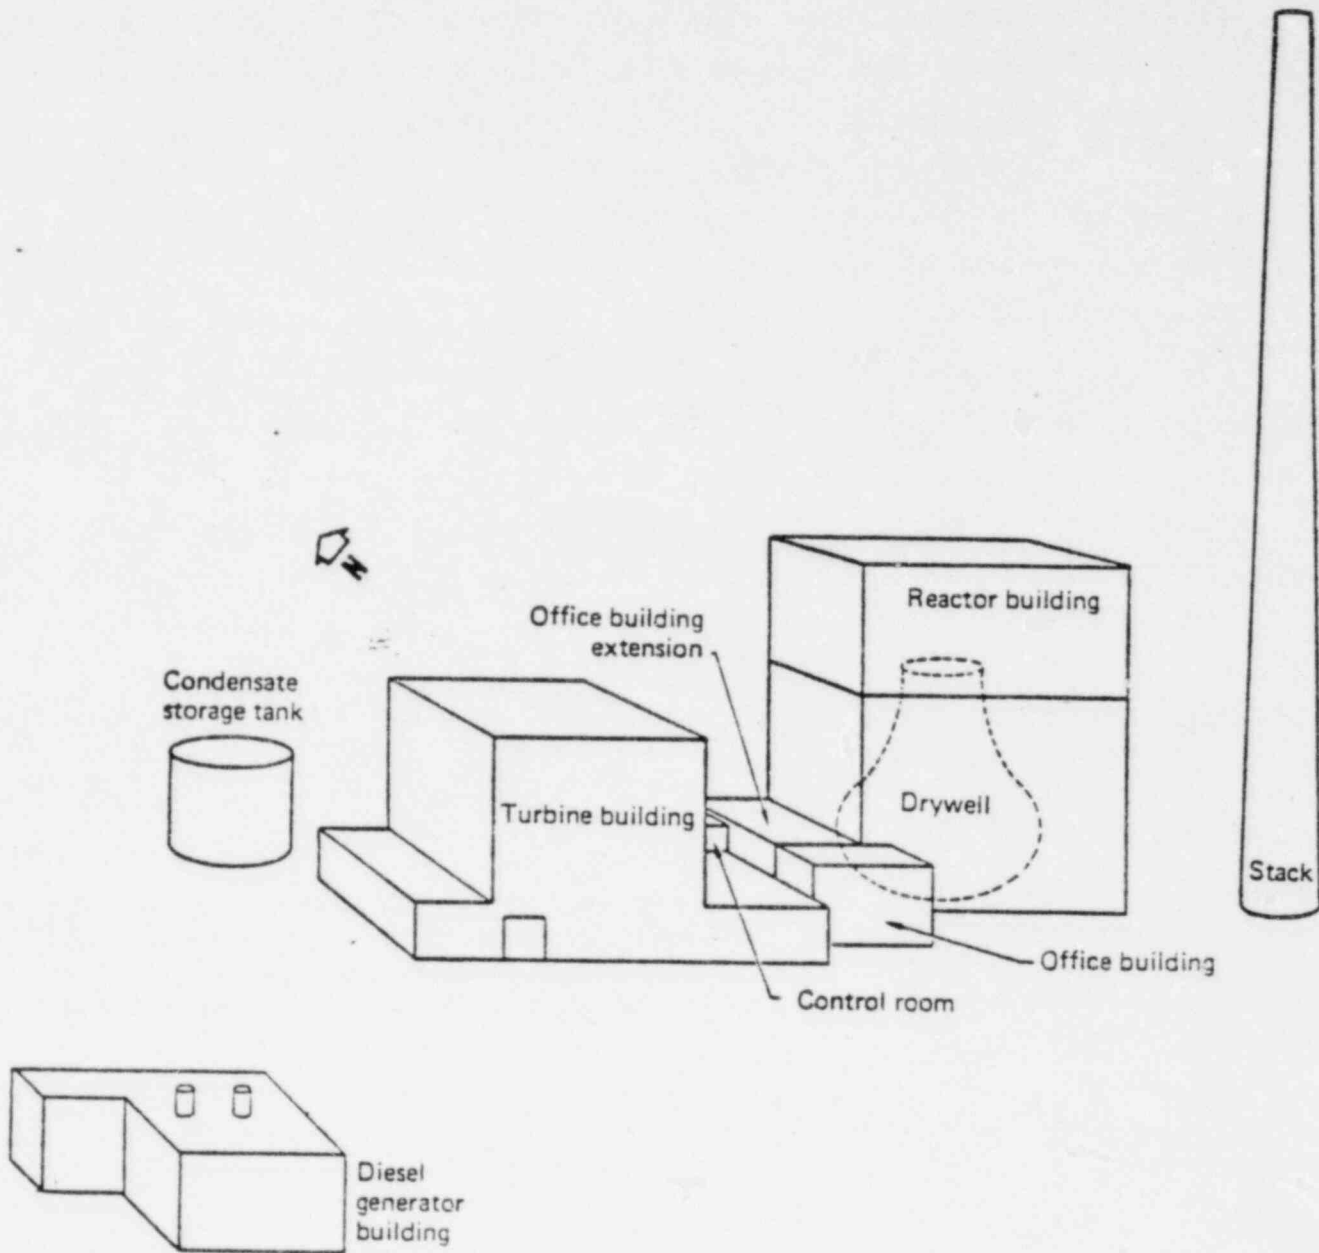 N
Office building
extension
Reactor building
Condensate
storage tank
Turbine building
Drywell
Stack
Office building
Control room
Diesel
generator
building